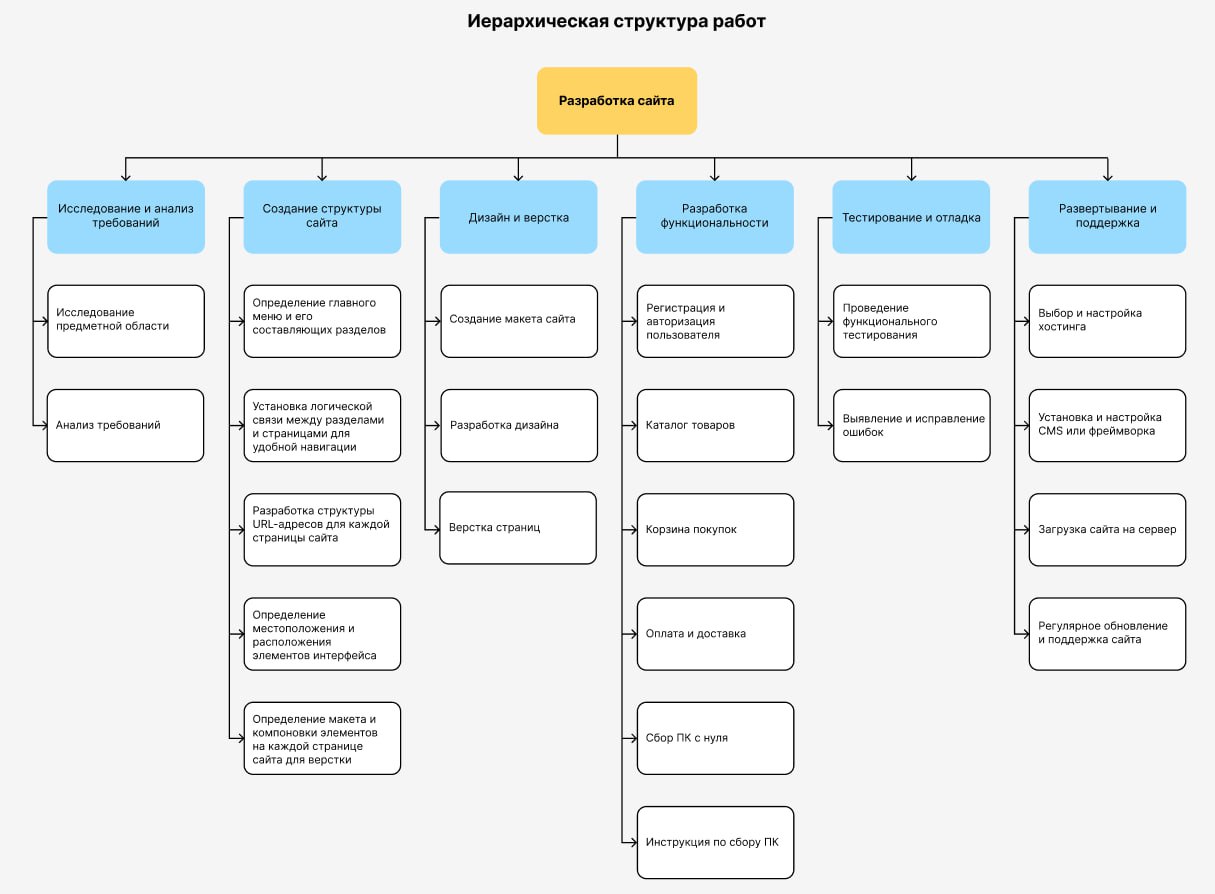 Иерархическая структура работ
Разработка сайта
Исследование и анализ
требований
Исследование
предметной области
Анализ требований
Создание структуры
сайта
Определение главного
меню и его
составляющих разделов
Установка логической
связи между разделами
и страницами для
удобной навигации
Разработка структуры
URL-адресов для каждой
страницы сайта
Определение
местоположения и
расположения
элементов интерфейса
Определение макета и
компоновки элементов
на каждой странице
сайта для верстки
Дизайн и верстка
Создание макета сайта
Разработка дизайна
Верстка страниц
Разработка
функциональности
Регистрация и
авторизация
пользователя
Каталог товаров
Корзина покупок
Оплата и доставка
Сбор ПК с нуля
Инструкция по сбору ПК
Тестирование и отладка
Проведение
функционального
тестирования
Выявление и исправление
ошибок
Развертывание и
поддержка
Выбор и настройка
хостинга
Установка и настройка
CMS или фреймворка
Загрузка сайта на сервер
Регулярное обновление
и поддержка сайта